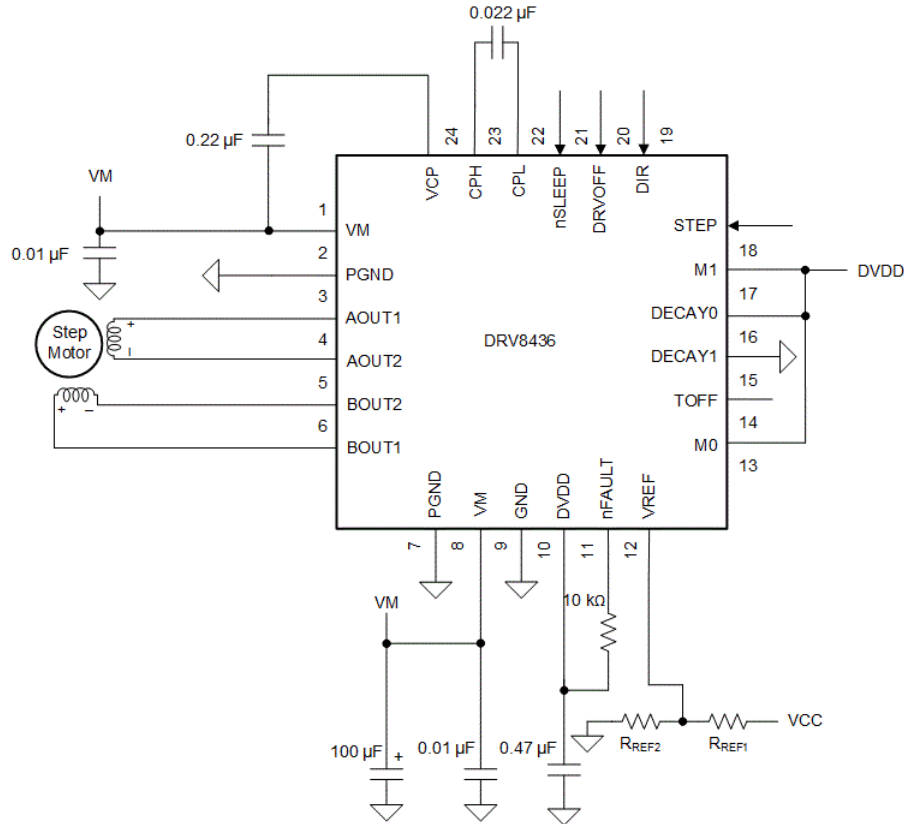 0.022 µF
0.22 µF
24
23
22
21
20
19
VCP
CPH
CPL
nSLEEP
DRVOFF
DIR
VM
1
VM
STEP
0.01 µF
2
PGND
18
M1
DVDD
3
AOUT1
17
DECAY0
Step
Motor
+
–
4
AOUT2
DRV8436
16
DECAY1
5
BOUT2
15
TOFF
+
–
6
BOUT1
14
M0
13
PGND
VM
GND
DVDD
nFAULT
VREF
7
8
9
10
11
12
VM
10 kΩ
VCC
RREF2
RREF1
100 µF
+
0.01 µF
0.47 µF